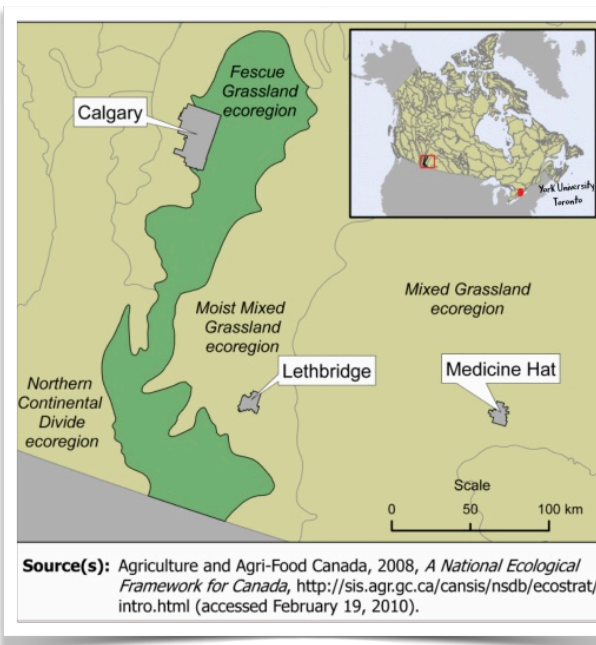 Fescue
Grassland
ecoregion
Calgary
York University
Toronto
Moist Mixed
Grassland
ecoregion
Mixed Grassland
ecoregion
Lethbridge
Medicine Hat
Northern
Continental
Divide
ecoregion
Scale
0 50 100 km
Source(s): Agriculture and Agri-Food Canada, 2008, A National Ecological
Framework for Canada, http://sis.agr.gc.ca/cansis/nsdb/ecostrat/
intro.html (accessed February 19, 2010).